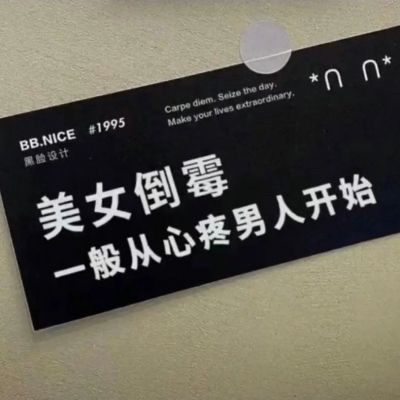 BB.NICE #1995
黑脸设计
Carpe diem. Seize the day.
Make your lives extraordinary.
*∩ ∩*
美女倒霉
一般从心疼男人开始